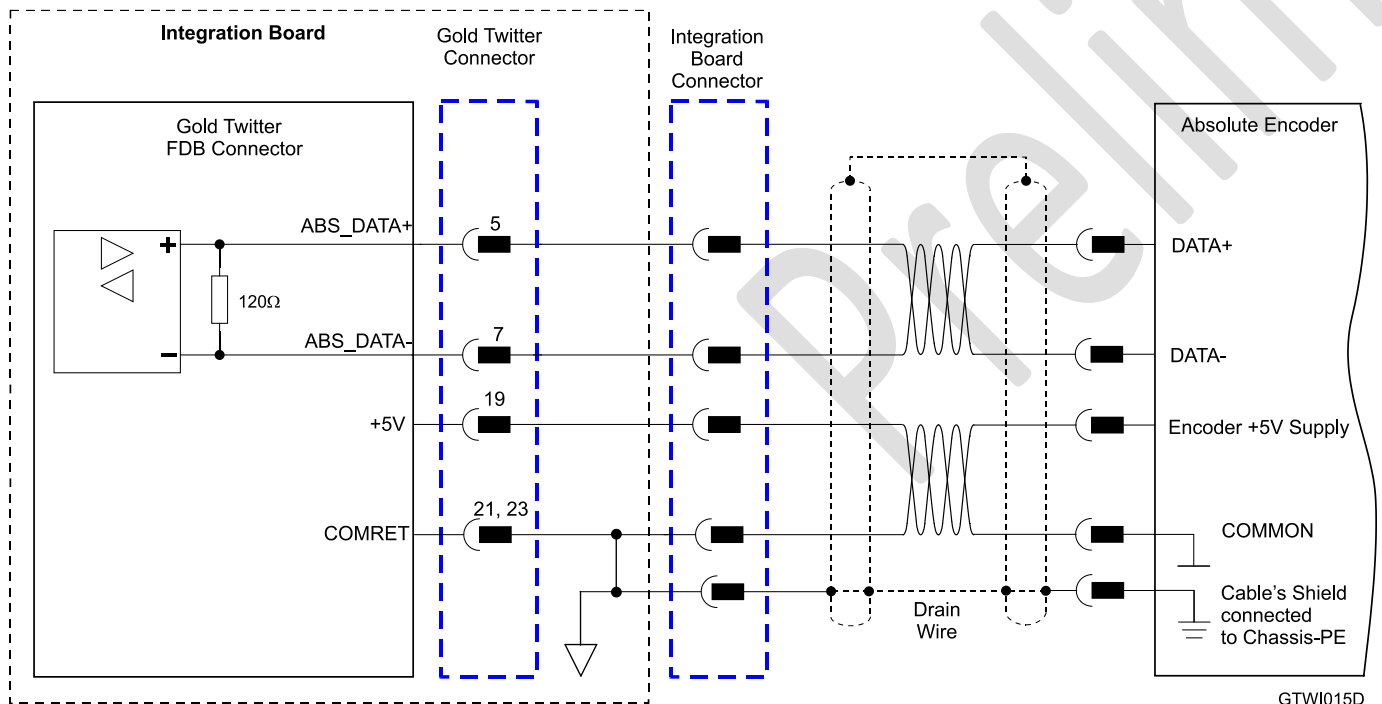 Integration Board
Gold Twitter
Connector
Integration
Board
Connector
Gold Twitter
FDB Connector
Absolute Encoder
ABS_DATA+
5
DATA+
+
120Ω
ABS_DATA-
7
DATA-
–
+5V
19
Encoder +5V Supply
COMRET
21, 23
COMMON
Drain
Wire
Cable's Shield
connected
to Chassis-PE
GTWI015D
Prelim